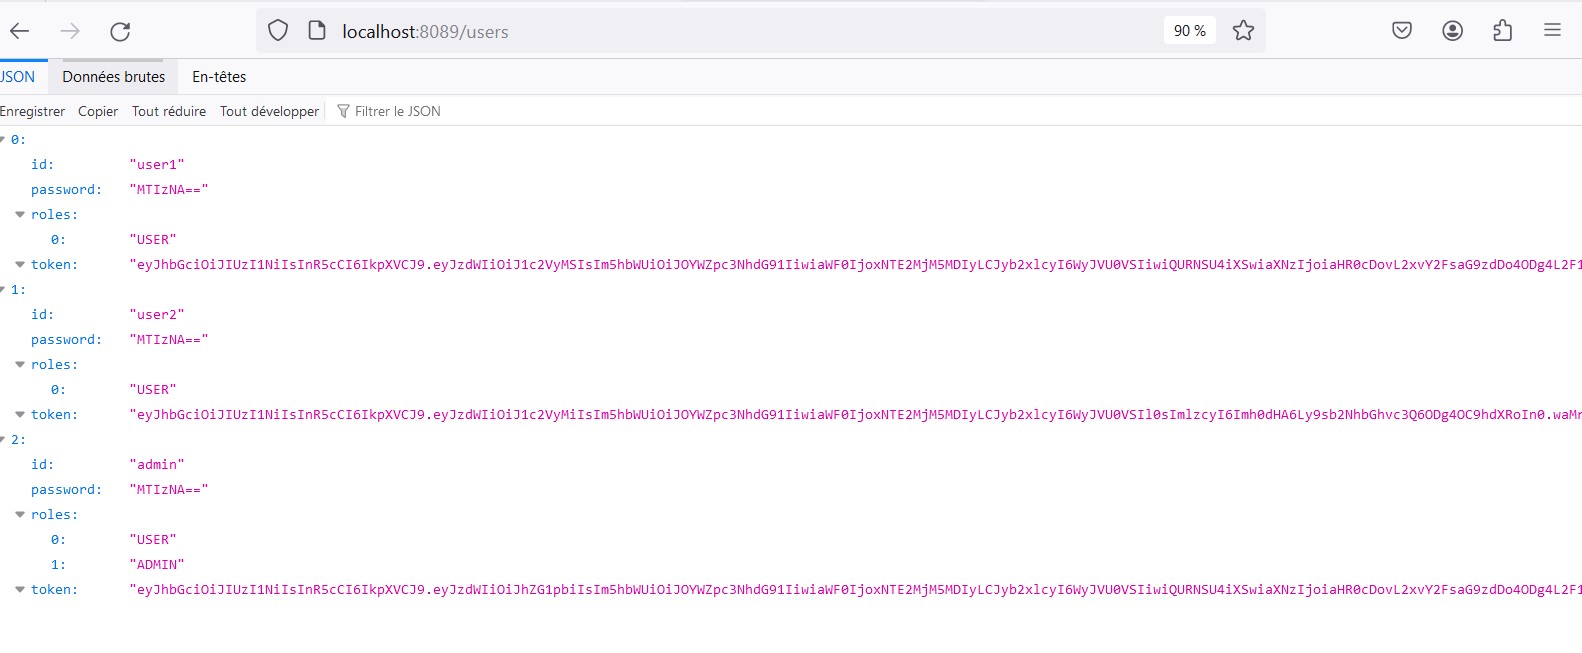 localhost:8089/users 90 %
JSON Données brutes En-têtes
Enregistrer Copier Tout réduire Tout développer Filtrer le JSON
0:
id: "user1"
password: "MTIzNA=="
roles:
0: "USER"
token: "eyJhbGciOiJIUzI1NiIsInR5cCI6IkpXVCJ9.eyJzdWIiOiJ1c2VyMSIsIm5hbWUiOiJOYWZpc3NhdG91IiwiaWF0IjoxNTE2MjM5MDIyLCJyb2xlcyI6WyJVU0VSIiwiQURNSU4iXSwiaXNzIjoiaHR0cDovL2xvY2FsaG9zdDo4ODg4L2F1
1:
id: "user2"
password: "MTIzNA=="
roles:
0: "USER"
token: "eyJhbGciOiJIUzI1NiIsInR5cCI6IkpXVCJ9.eyJzdWIiOiJ1c2VyMiIsIm5hbWUiOiJOYWZpc3NhdG91IiwiaWF0IjoxNTE2MjM5MDIyLCJyb2xlcyI6WyJVU0VSIl0sImlzcyI6Imh0dHA6Ly9sb2NhbGhvc3Q6ODg4OC9hdXRoIn0.waMr
2:
id: "admin"
password: "MTIzNA=="
roles:
0: "USER"
1: "ADMIN"
token: "eyJhbGciOiJIUzI1NiIsInR5cCI6IkpXVCJ9.eyJzdWIiOiJhZG1pbiIsIm5hbWUiOiJOYWZpc3NhdG91IiwiaWF0IjoxNTE2MjM5MDIyLCJyb2xlcyI6WyJVU0VSIiwiQURNSU4iXSwiaXNzIjoiaHR0cDovL2xvY2FsaG9zdDo4ODg4L2F1